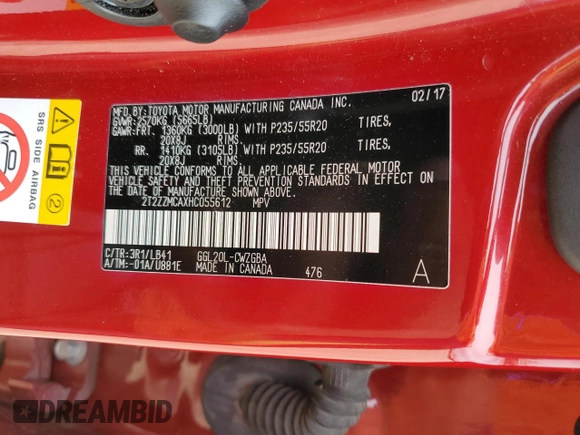 MFD.BY:TOYOTA MOTOR MANUFACTURING CANADA INC. 02/17
GVWR:2570KG (5665LB)
GAWR:FRT. 1360KG (3000LB) WITH P235/55R20 TIRES,
20X8J RIMS
RR. 1410KG (3105LB) WITH P235/55R20 TIRES,
20X8J RIMS
THIS VEHICLE CONFORMS TO ALL APPLICABLE FEDERAL MOTOR
VEHICLE SAFETY AND THEFT PREVENTION STANDARDS IN EFFECT
ON THE DATE OF MANUFACTURE SHOWN ABOVE.
2T2ZZMCAXHC055612 MPV
C/TR:3R1/LB41 GGL20L-CWZGBA
A/TM:-01A/U8B1E MADE IN CANADA 476 A
SRS SIDE AIRBAG
2
DREAMBID